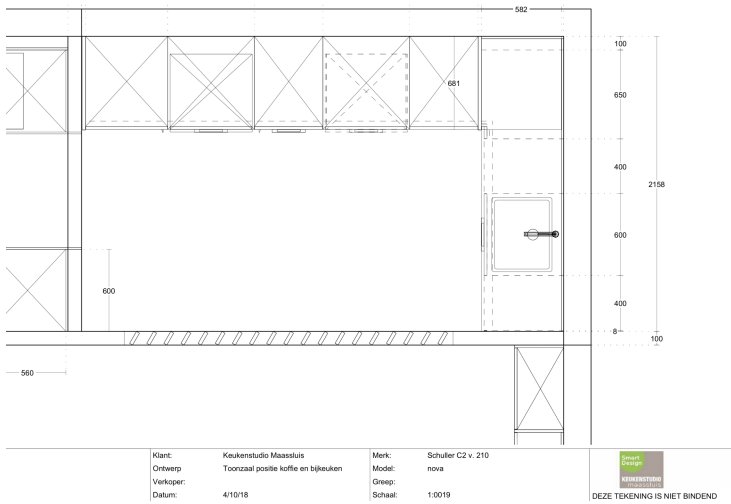 582
100
681
650
400
2158
600
600
400
8
100
560
Klant: Keukenstudio Maassluis Merk: Schuller C2 v. 210
Ontwerp Toonzaal positie koffie en bijkeuken Model: nova
Verkoper: Greep:
Datum: 4/10/18 Schaal: 1:0019
Smart
Design
KEUKENSTUDIO
maassluis
DEZE TEKENING IS NIET BINDEND